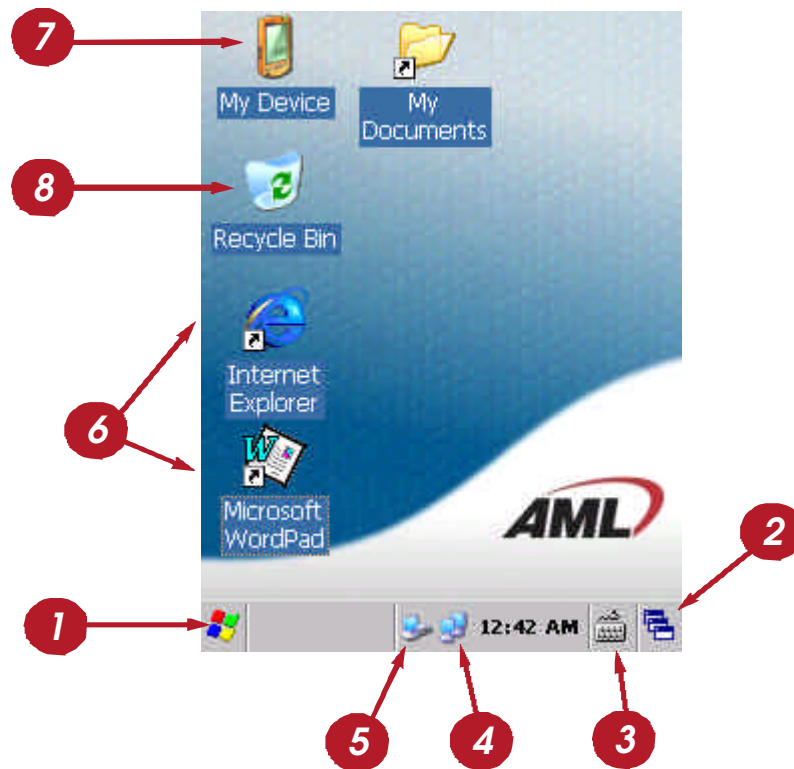 7
My Device
My
Documents
8
Recycle Bin
Internet
Explorer
6
Microsoft
WordPad
AML
2
1
12:42 AM
5
4
3